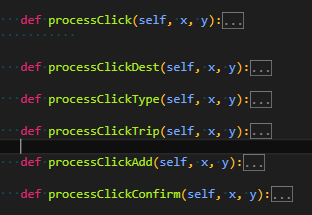 def processClick(self, x, y):...
def processClickDest(self, x, y):...
def processClickType(self, x, y):...
def processClickTrip(self, x, y):...
def processClickAdd(self, x, y):...
def processClickConfirm(self, x, y):...